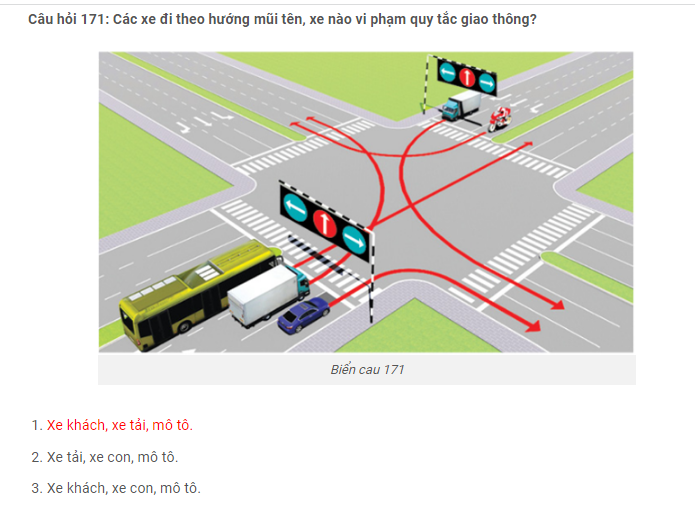 Câu hỏi 171: Các xe đi theo hướng mũi tên, xe nào vi phạm quy tắc giao thông?
Biển cau 171
1. Xe khách, xe tải, mô tô.
2. Xe tải, xe con, mô tô.
3. Xe khách, xe con, mô tô.